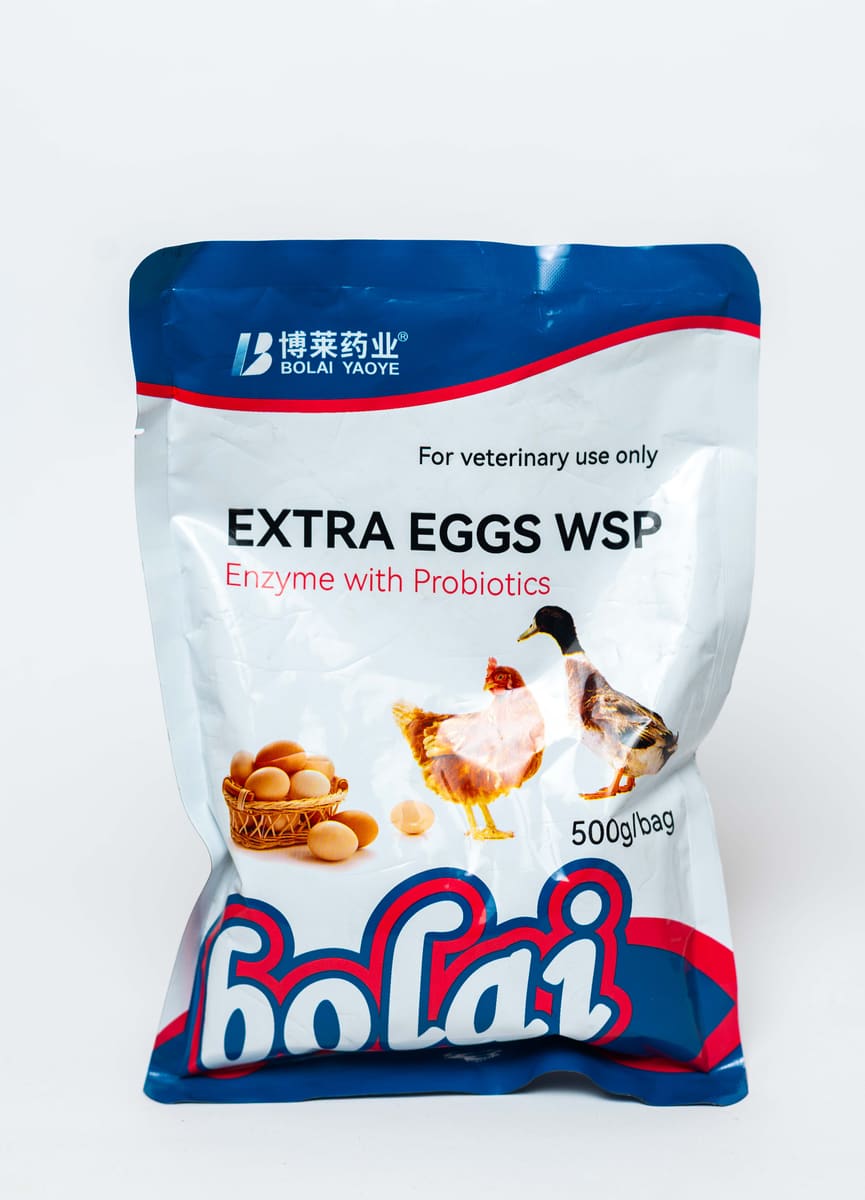 博莱药业®
BOLAI YAOYE
For veterinary use only
EXTRA EGGS WSP
Enzyme with Probiotics
500g/bag
bolai